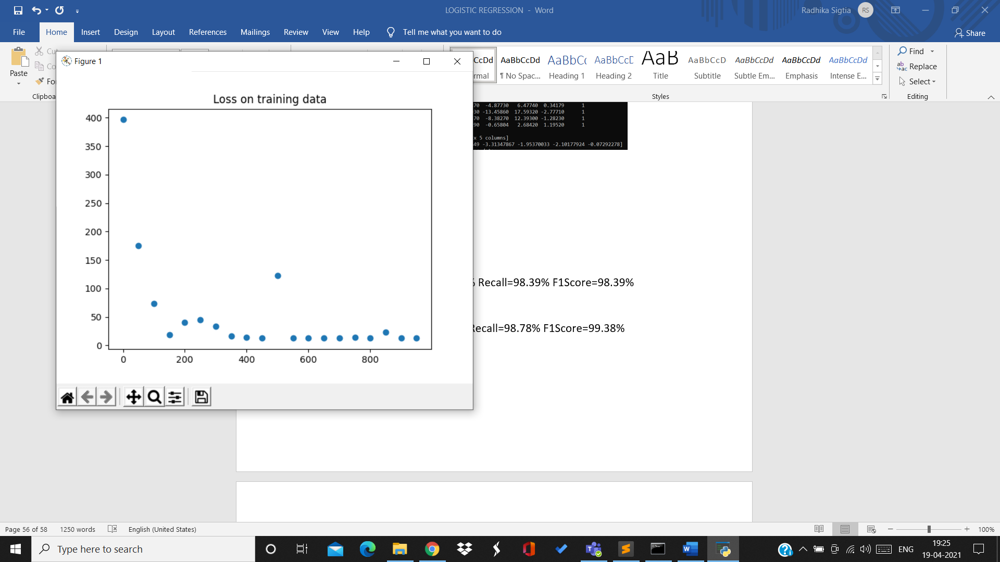 LOGISTIC REGRESSION - Word
Radhika Sigtia
RS
File Home Insert Design Layout References Mailings Review View Help Tell me what you want to do
Share
Paste
Clipboa
Figure 1
CcDd AaBbCcDd AaBbCc AaBbCcD AaB AaBbCcD AaBbCcDd AaBbCcDd AaBbCcDd
rmal ¶ No Spac... Heading 1 Heading 2 Title Subtitle Subtle Em... Emphasis Intense E...
Styles
Find
Replace
Select
Editing
Loss on training data
400
350
300
250
200
150
100
50
0
0 200 400 600 800
70 -4.87730 6.47740 0.34179 1
30 -13.45860 17.59320 -2.77710 1
70 -8.38270 12.39300 -1.28230 1
90 -0.65804 2.68420 1.19520 1
x 5 columns]
49 -3.31347867 -1.95370033 -2.10177924 -0.07292278]
% Recall=98.39% F1Score=98.39%
Recall=98.78% F1Score=99.38%
Page 56 of 58 1250 words English (United States)
100%
Type here to search
ENG
19:25
19-04-2021